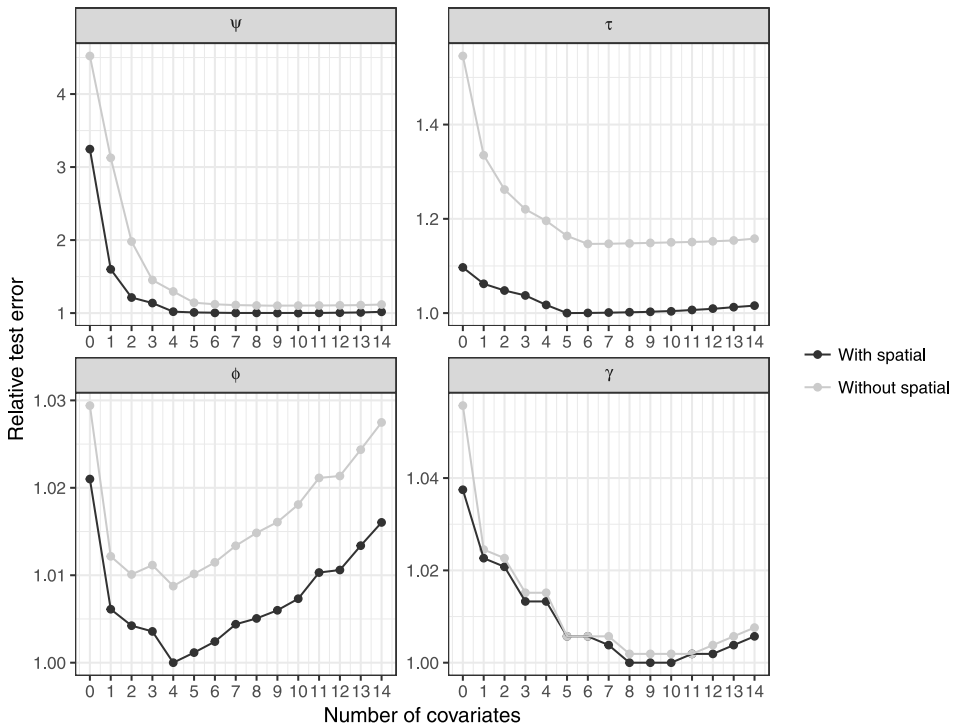 ψ
τ
4
3
2
1
1.4
1.2
1.0
0 1 2 3 4 5 6 7 8 9 10 11 12 13 14
0 1 2 3 4 5 6 7 8 9 10 11 12 13 14
ϕ
γ
1.03
1.02
1.01
1.00
1.04
1.02
1.00
0 1 2 3 4 5 6 7 8 9 10 11 12 13 14
0 1 2 3 4 5 6 7 8 9 10 11 12 13 14
Relative test error
Number of covariates
With spatial
Without spatial